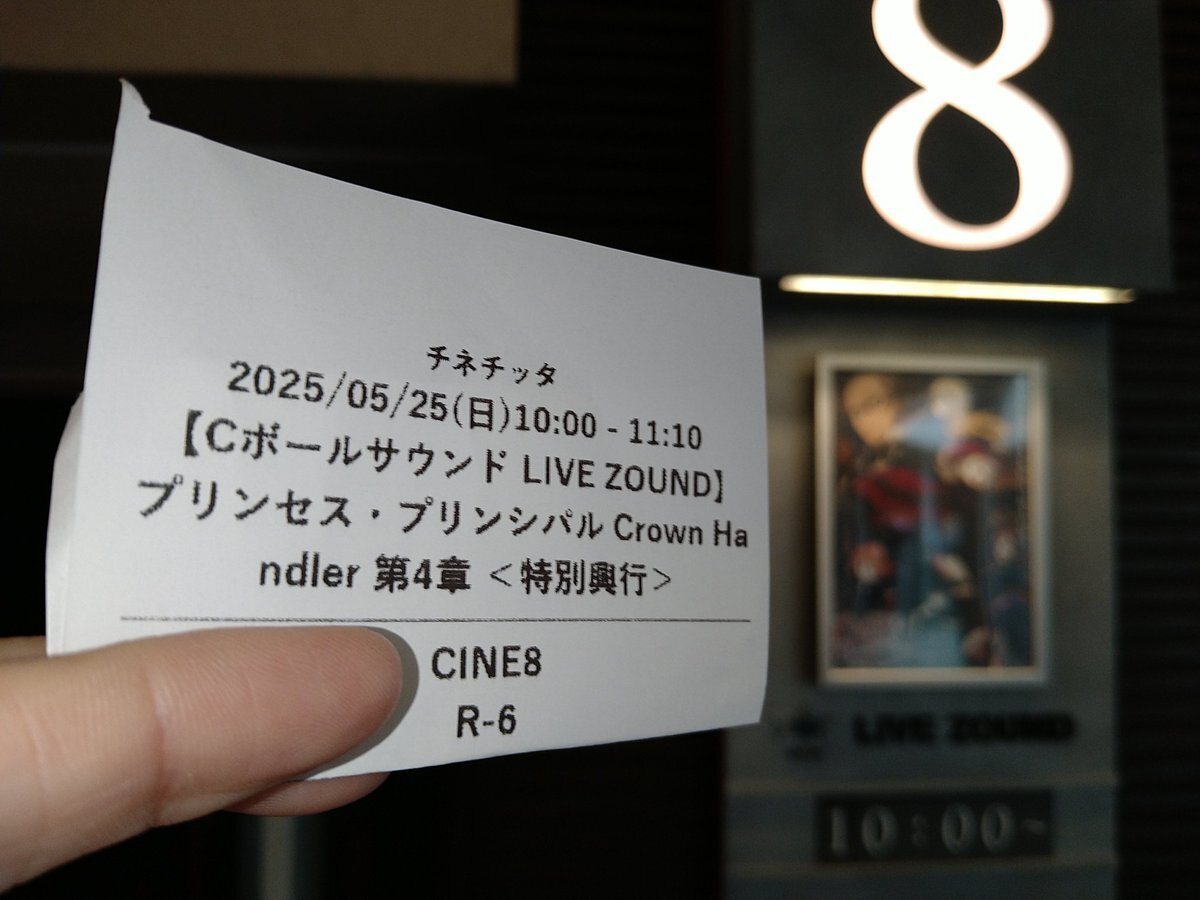 8
チネチッタ
2025/05/25(日)10:00 - 11:10
【Cボールサウンド LIVE ZOUND】
プリンセス・プリンシパル Crown Ha
ndler 第4章 ＜特別興行＞
CINE8
R-6
LIVE ZOUND
10:00~